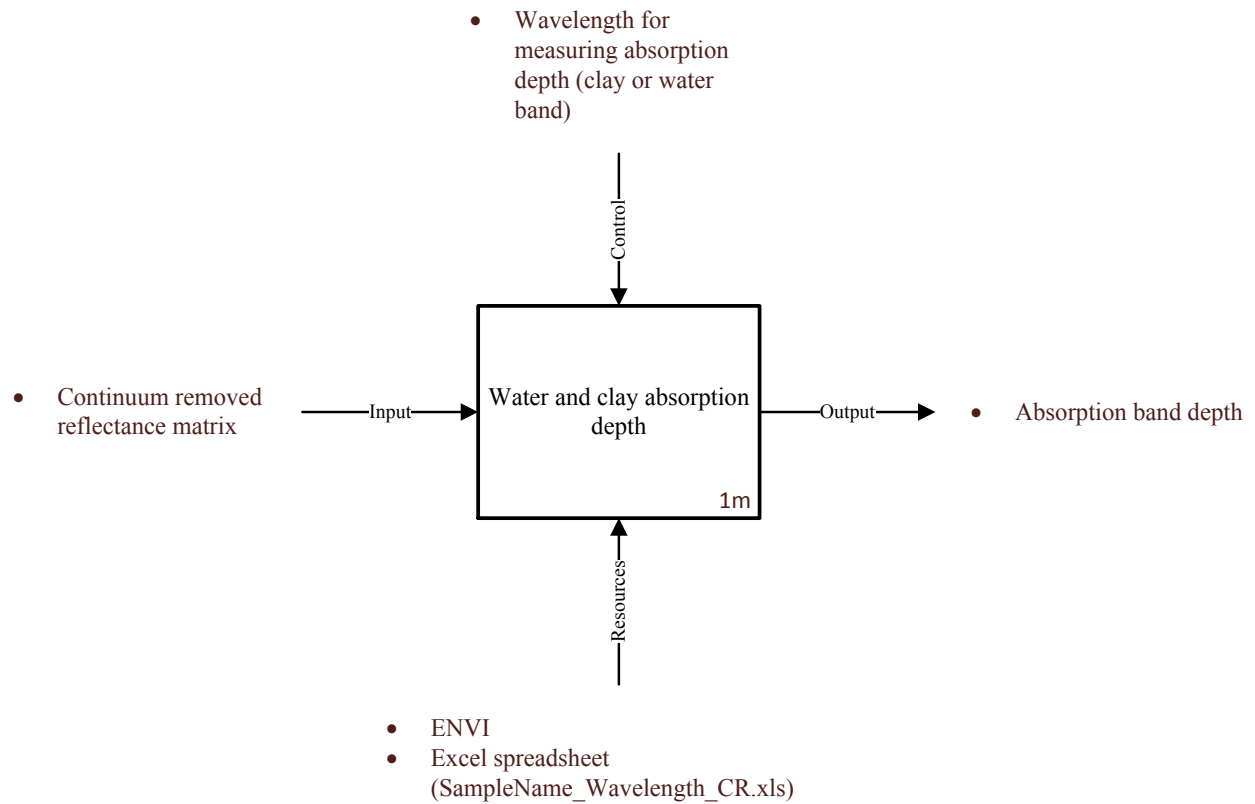 • Wavelength for
measuring absorption
depth (clay or water
band)
Control
• Continuum removed
reflectance matrix
Input
Water and clay absorption
depth
1m
Output
• Absorption band depth
Resources
• ENVI
• Excel spreadsheet
(SampleName_Wavelength_CR.xls)